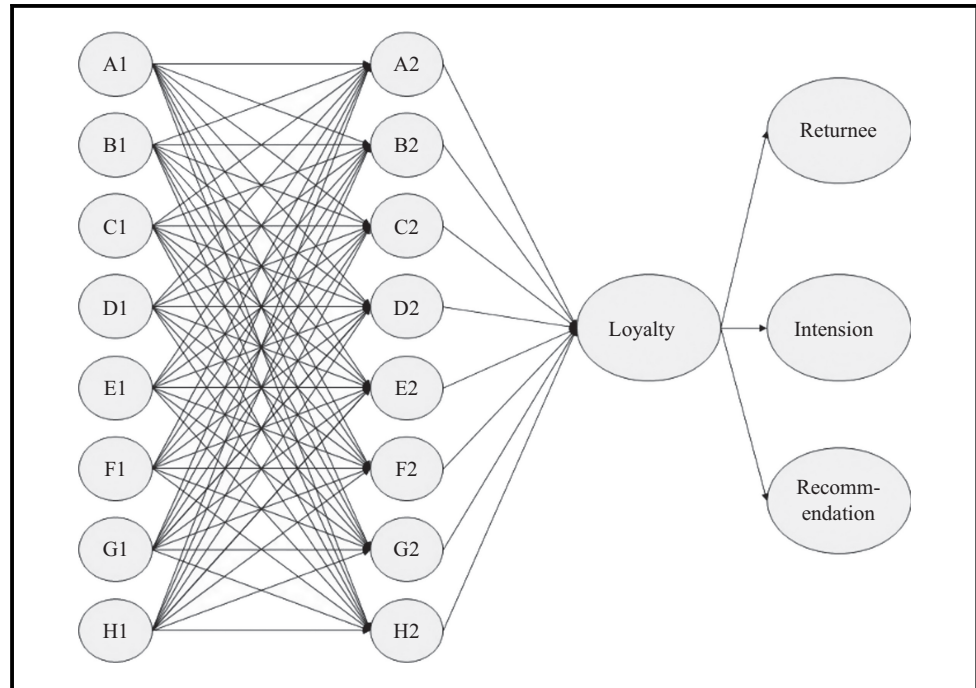 A1
B1
C1
D1
E1
F1
G1
H1
A2
B2
C2
D2
E2
F2
G2
H2
Loyalty
Returnee
Intension
Recomm-
endation